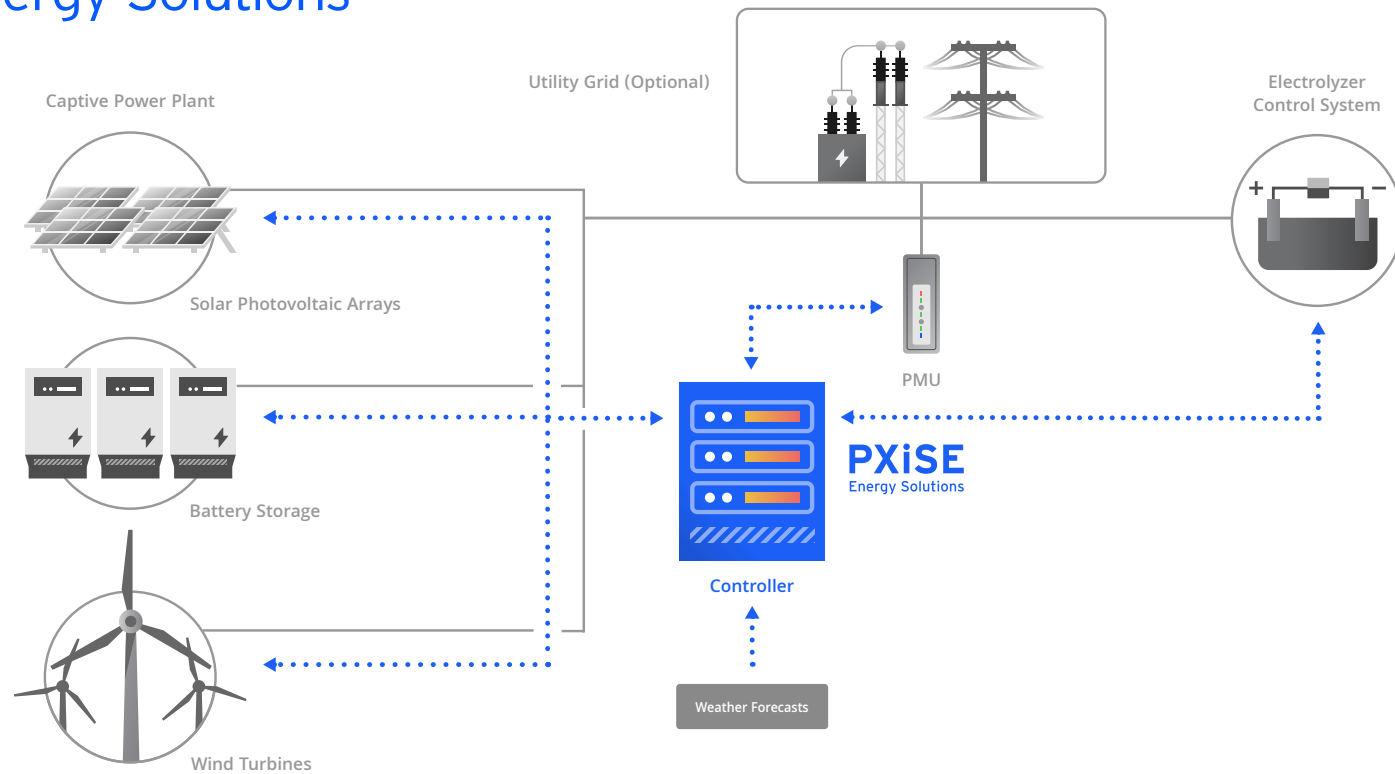 ergy Solutions
Captive Power Plant
Utility Grid (Optional)
Electrolyzer
Control System
Solar Photovoltaic Arrays
PMU
PXiSE
Energy Solutions
Battery Storage
Controller
Weather Forecasts
Wind Turbines